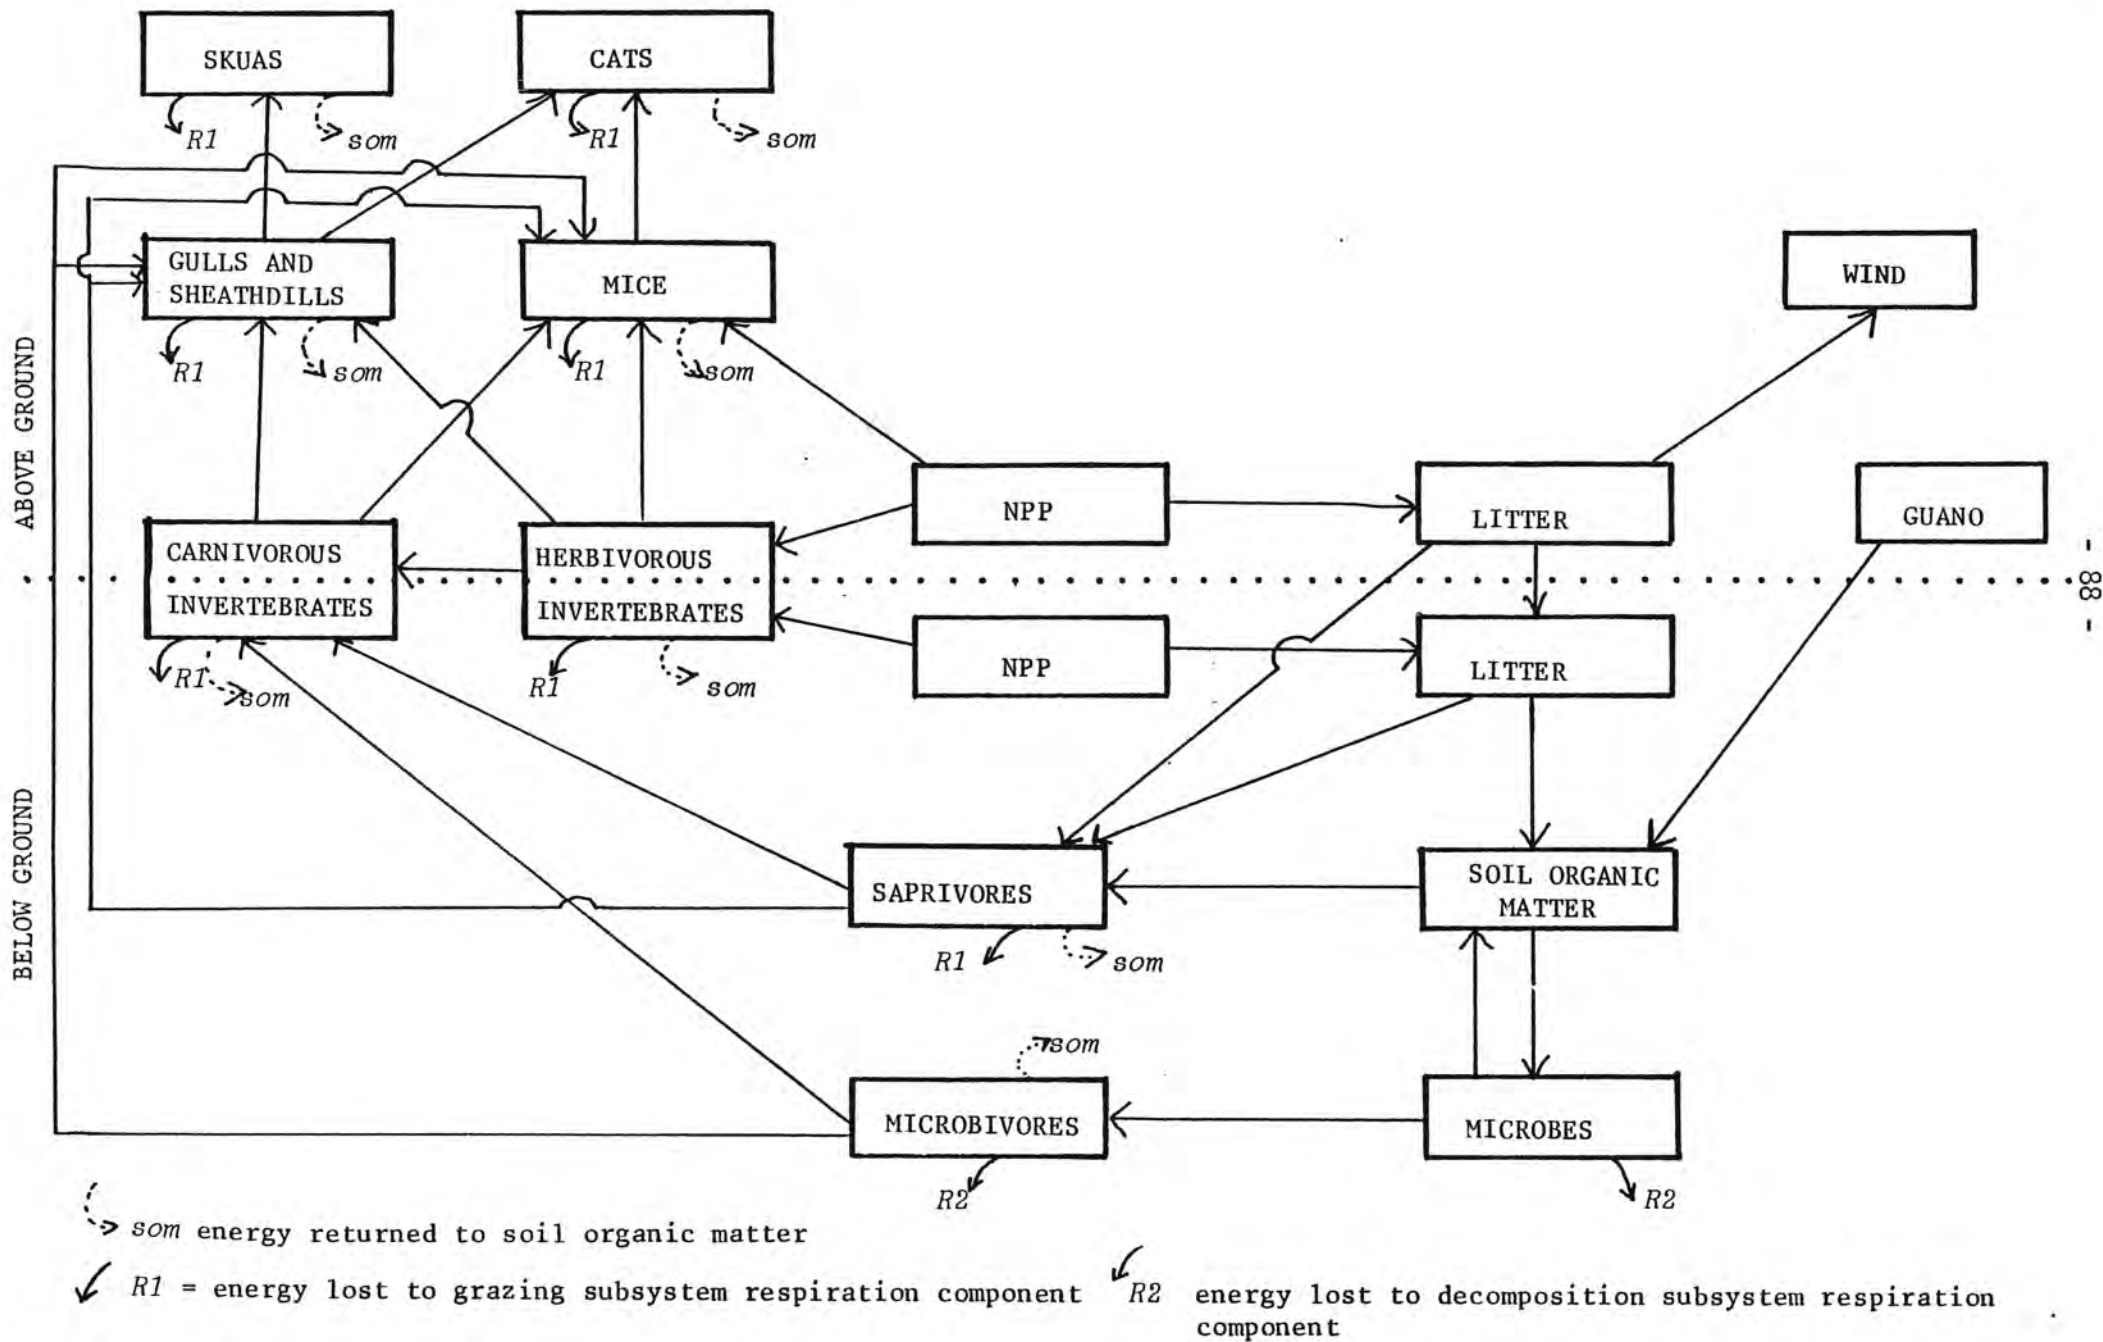 SKUAS
CATS
R1
som
R1
som
GULLS AND
SHEATHDILLS
MICE
WIND
R1
som
R1
som
ABOVE GROUND
CARNIVOROUS
INVERTEBRATES
HERBIVOROUS
INVERTEBRATES
NPP
LITTER
GUANO
- 88 -
NPP
LITTER
R1
som
R1
som
BELOW GROUND
SAPRIVORES
SOIL ORGANIC
MATTER
R1
som
som
MICROBIVORES
MICROBES
R2
R2
som energy returned to soil organic matter
R1 = energy lost to grazing subsystem respiration component
R2 energy lost to decomposition subsystem respiration
component